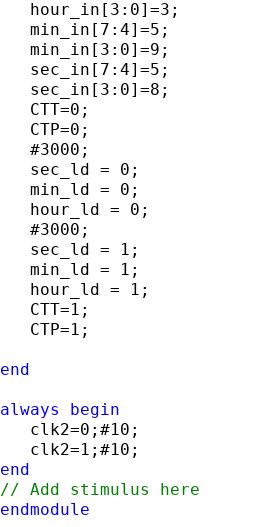 hour_in[3:0]=3;
min_in[7:4]=5;
min_in[3:0]=9;
sec_in[7:4]=5;
sec_in[3:0]=8;
CTT=0;
CTP=0;
#3000;
sec_ld = 0;
min_ld = 0;
hour_ld = 0;
#3000;
sec_ld = 1;
min_ld = 1;
hour_ld = 1;
CTT=1;
CTP=1;
end
always begin
clk2=0;#10;
clk2=1;#10;
end
// Add stimulus here
endmodule